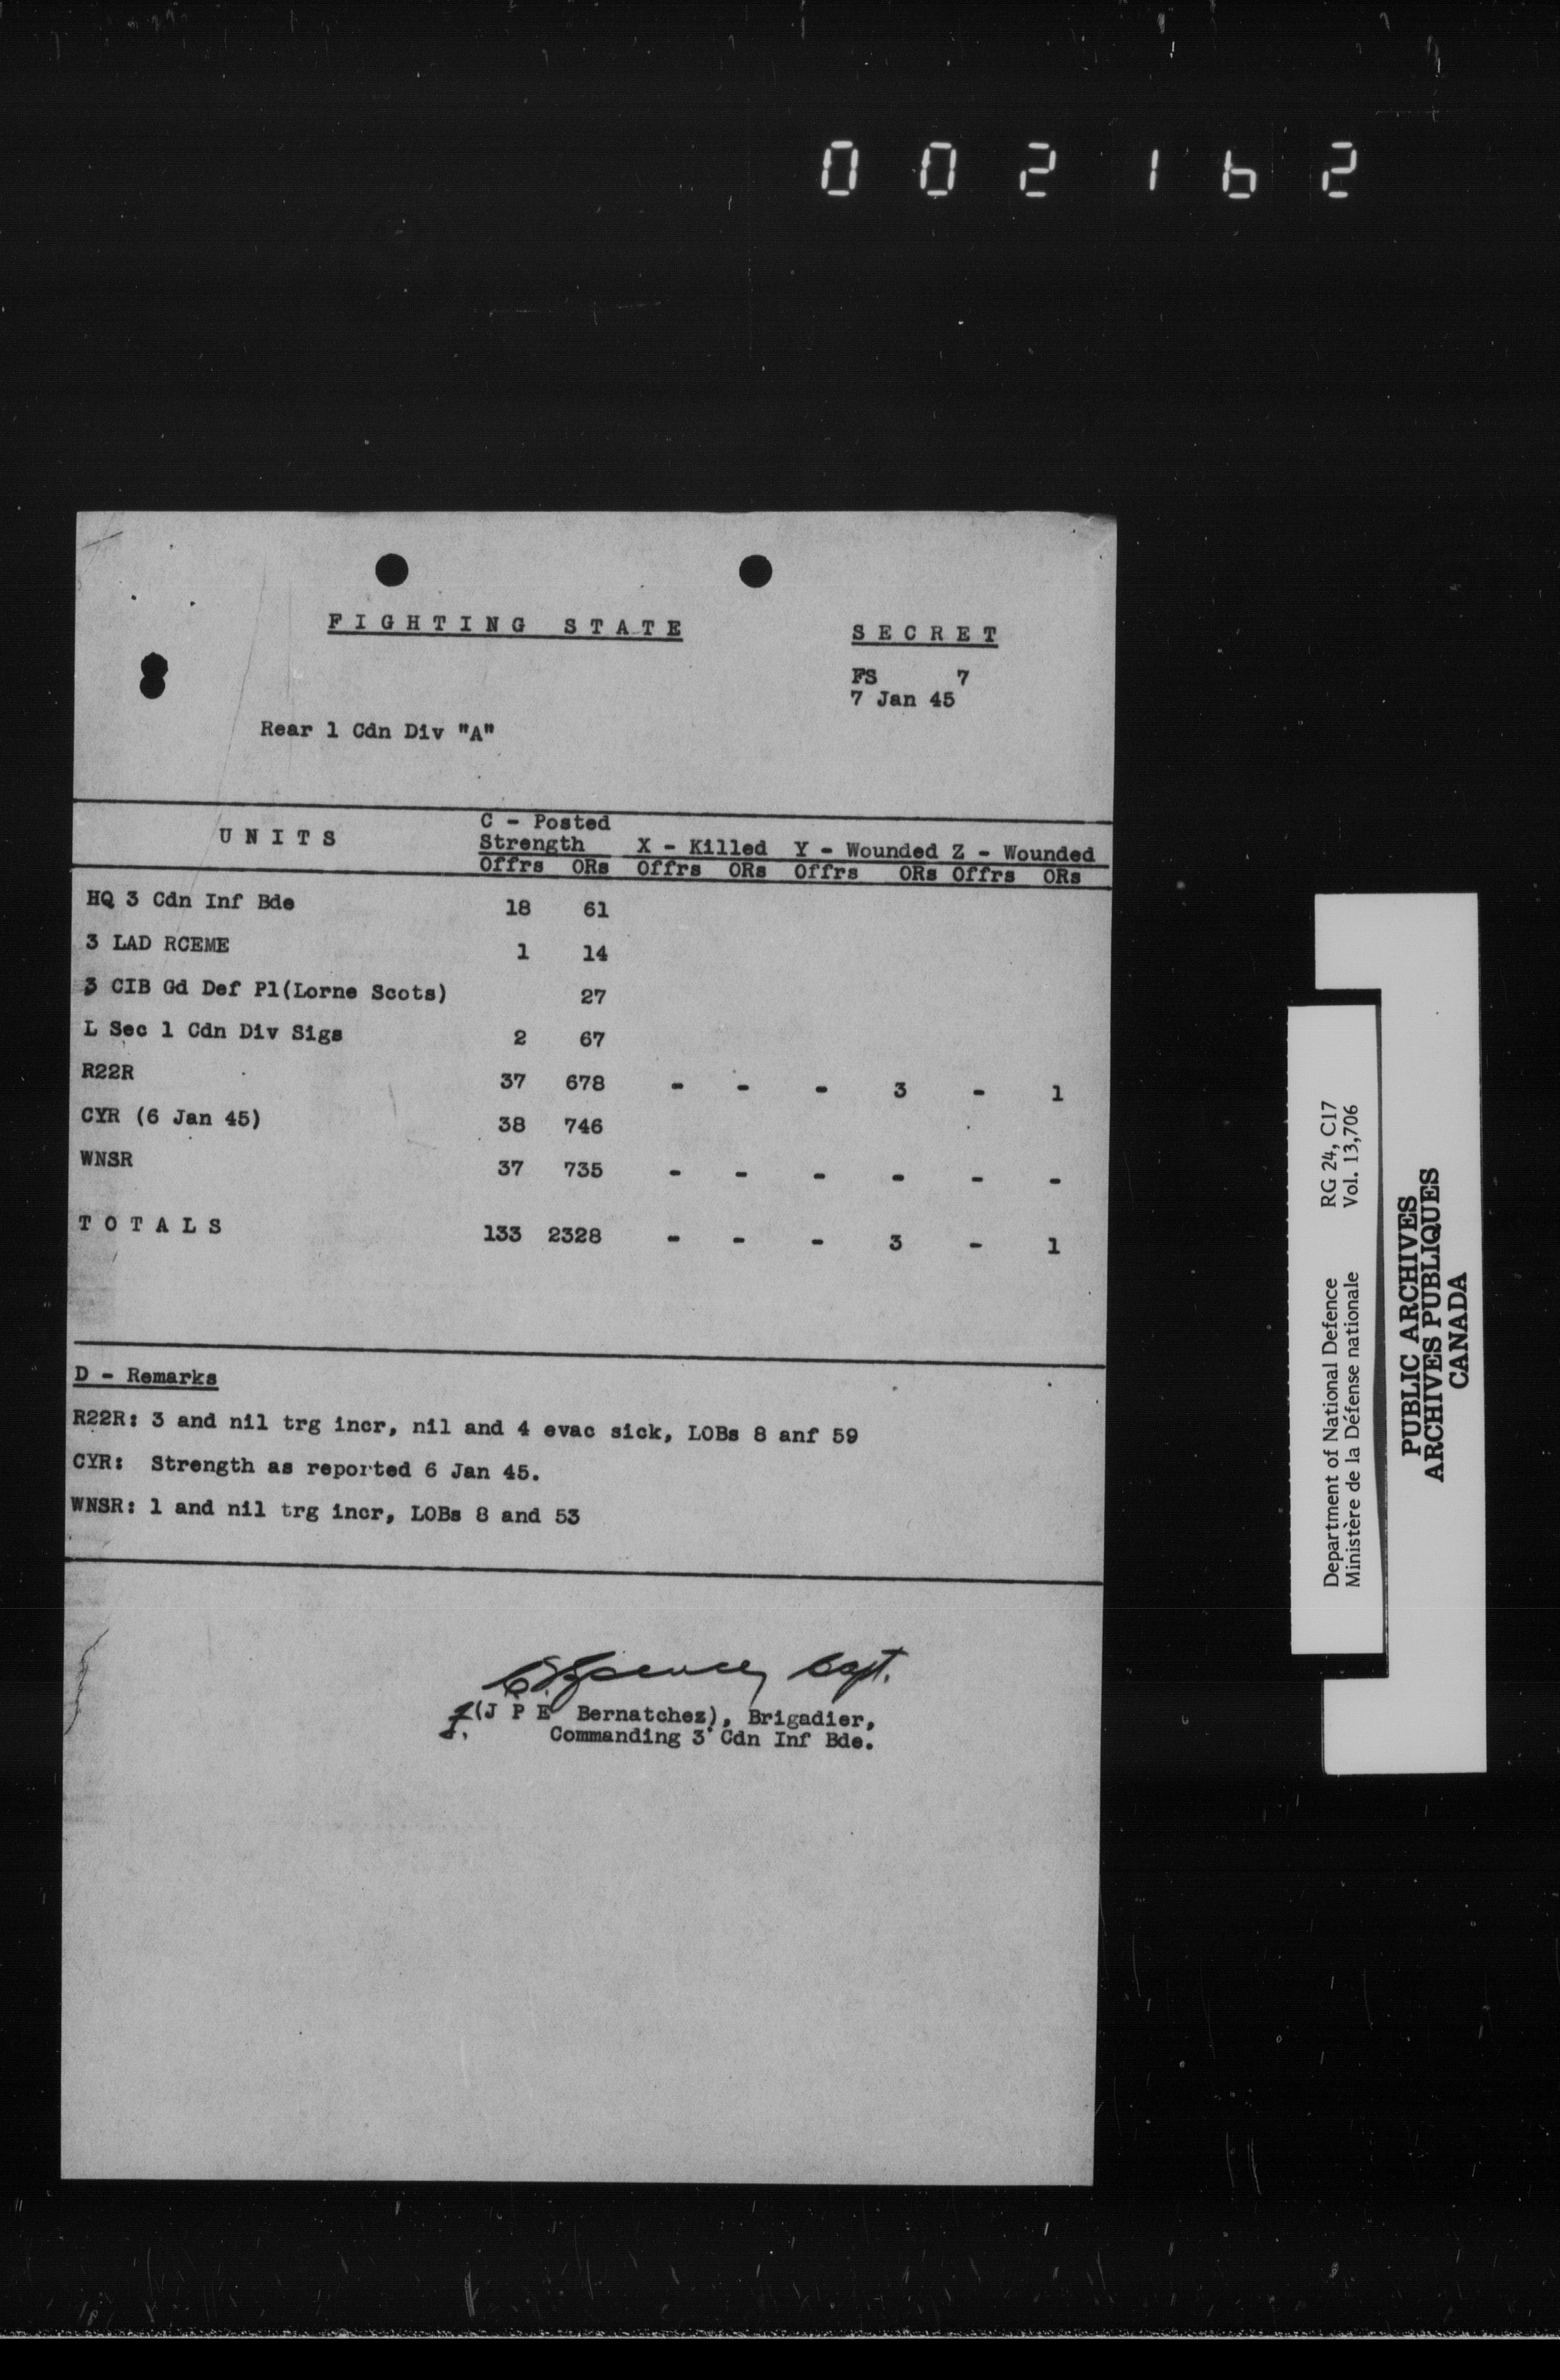 002162
FIGHTING STATE
SECRET
FS 7
7 Jan 45
Rear 1 Cdn Div "A"
UNITS
C - Posted
Strength X - Killed Y - Wounded Z - Wounded
Offrs ORs Offrs ORs Offrs ORs Offrs ORs
HQ 3 Cdn Inf Bde 18 61
3 LAD RCEME 1 14
3 CIB Gd Def Pl(Lorne Scots) 27
L Sec 1 Cdn Div Sigs 2 67
R22R 37 678 - - - 3 - 1
CYR (6 Jan 45) 38 746
WNSR 37 735 - - - - - -
TOTALS 133 2328 - - - 3 - 1
D - Remarks
R22R: 3 and nil trg incr, nil and 4 evac sick, LOBs 8 anf 59
CYR: Strength as reported 6 Jan 45.
WNSR: 1 and nil trg incr, LOBs 8 and 53
Capt.
(J P E Bernatchez), Brigadier,
Commanding 3 Cdn Inf Bde.
Department of National Defence RG 24, C17
Ministère de la Défense nationale Vol. 13,706
PUBLIC ARCHIVES
ARCHIVES PUBLIQUES
CANADA